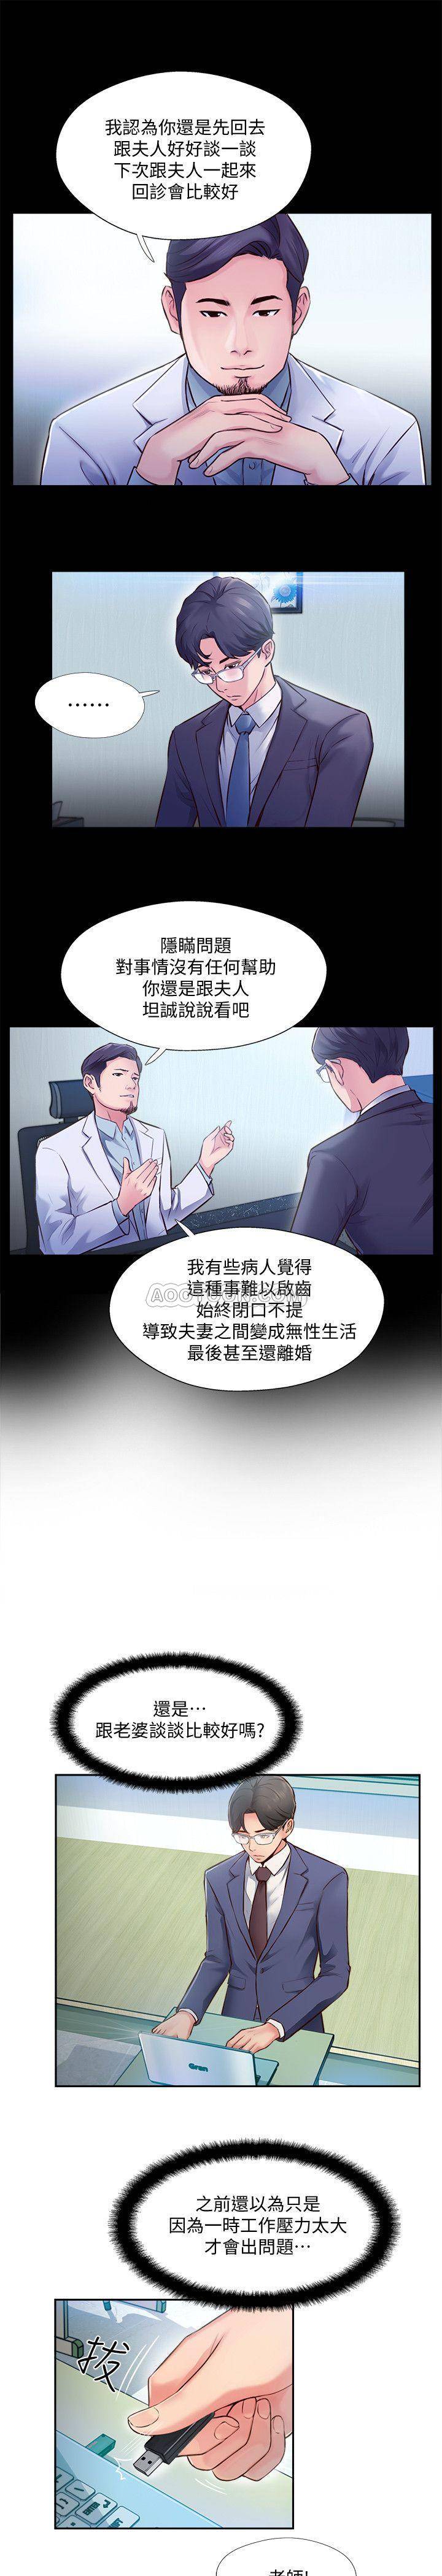 我認為你還是先回去
跟夫人好好談一談
下次跟夫人一起來
回診會比較好
······
隱瞞問題
對事情沒有任何幫助
你還是跟夫人
坦誠說說看吧
我有些病人覺得
這種事難以啟齒
始終閉口不提
導致夫妻之間變成無性生活
最後甚至還離婚
還是⋯
跟老婆談談比較好嗎?
Gran
之前還以為只是
因為一時工作壓力太大
才會出問題⋯
拔
老師!